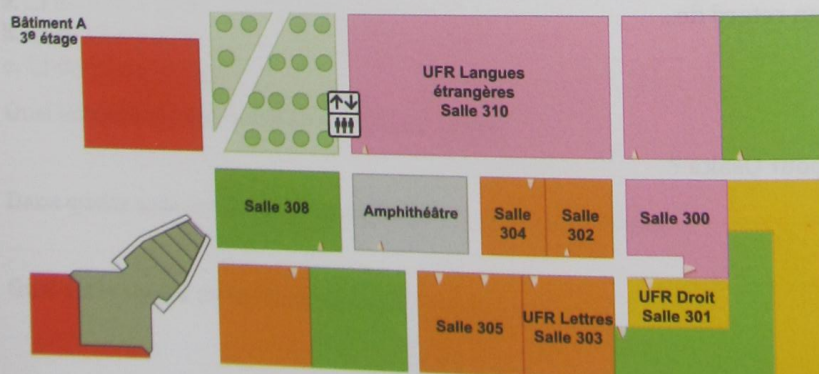 Bâtiment A
3e étage
UFR Langues
étrangères
Salle 310
Salle 308
Amphithéâtre
Salle
304
Salle
302
Salle 300
UFR Droit
Salle 301
Salle 305
UFR Lettres
Salle 303